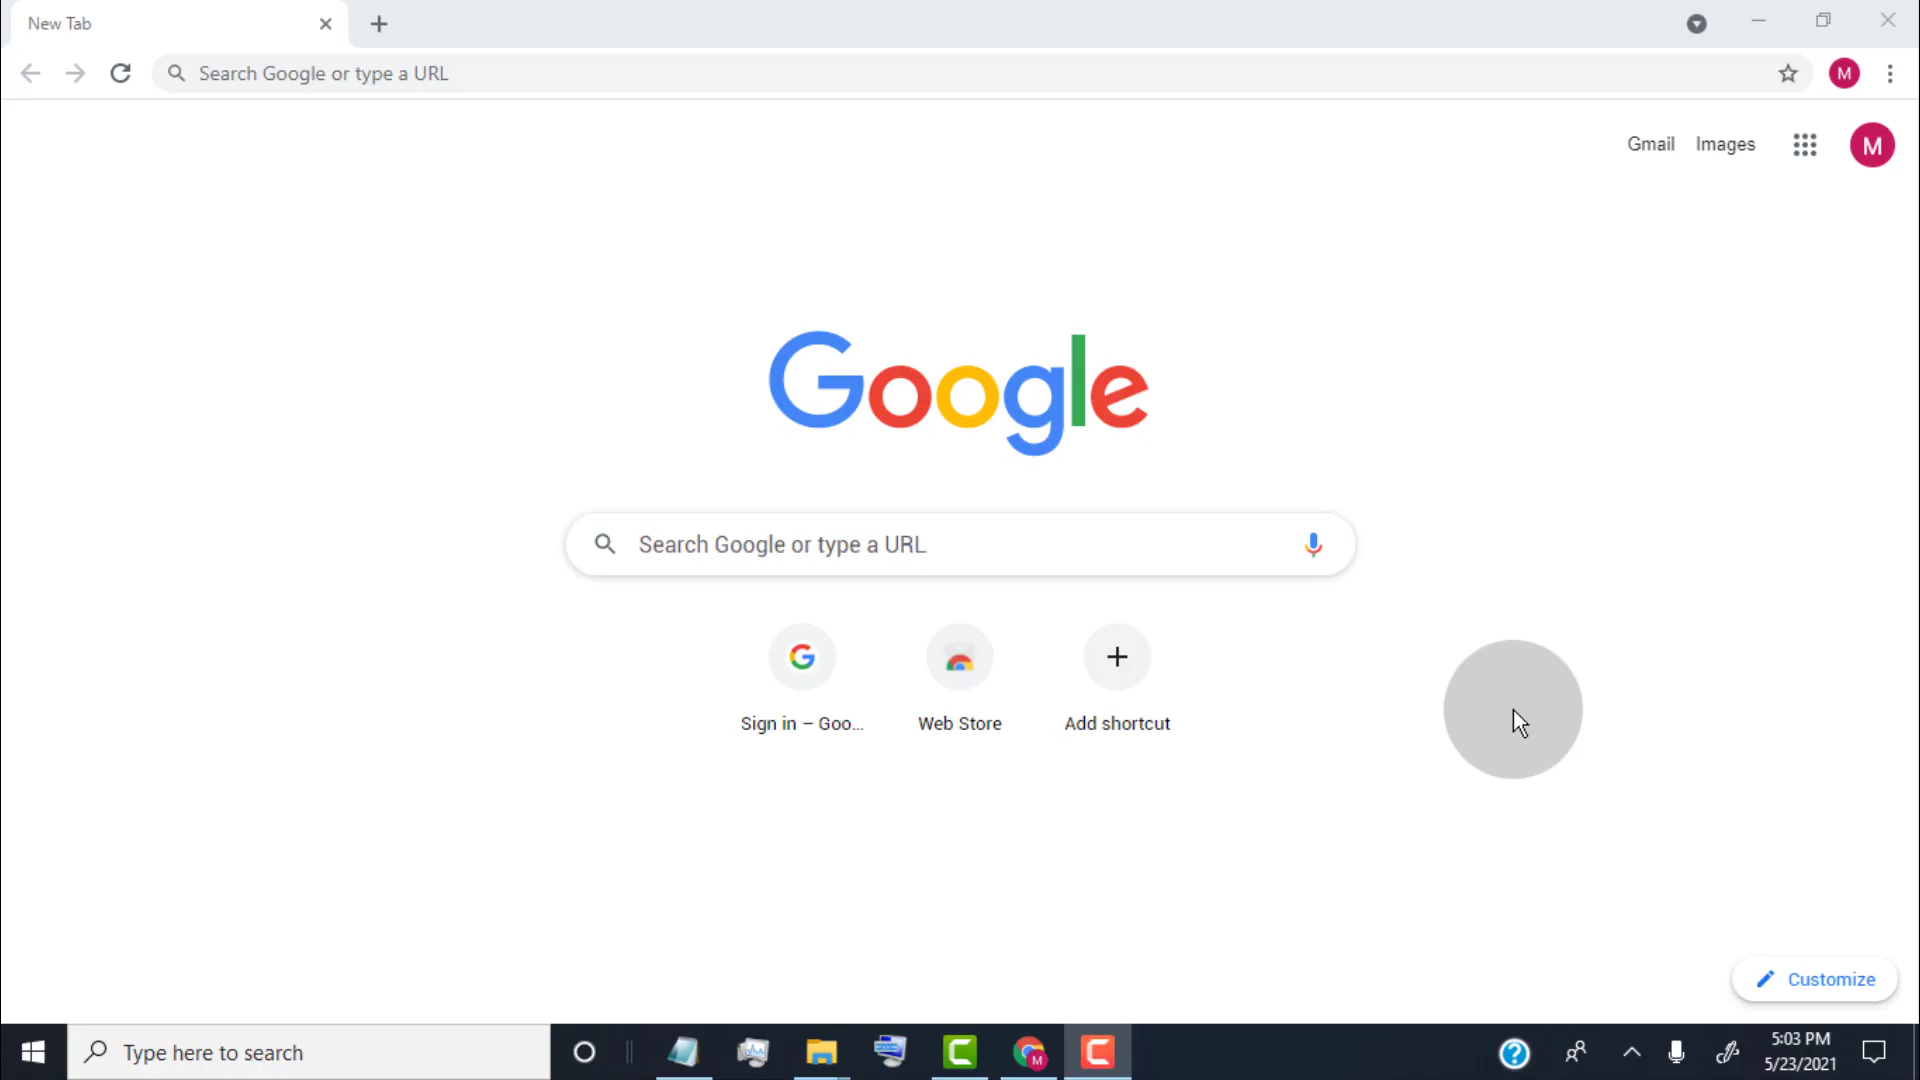 New Tab
Search Google or type a URL
M
Gmail Images M
Google
Search Google or type a URL
G
Sign in – Goo... Web Store Add shortcut
Customize
Type here to search
C M C ? 5:03 PM
5/23/2021